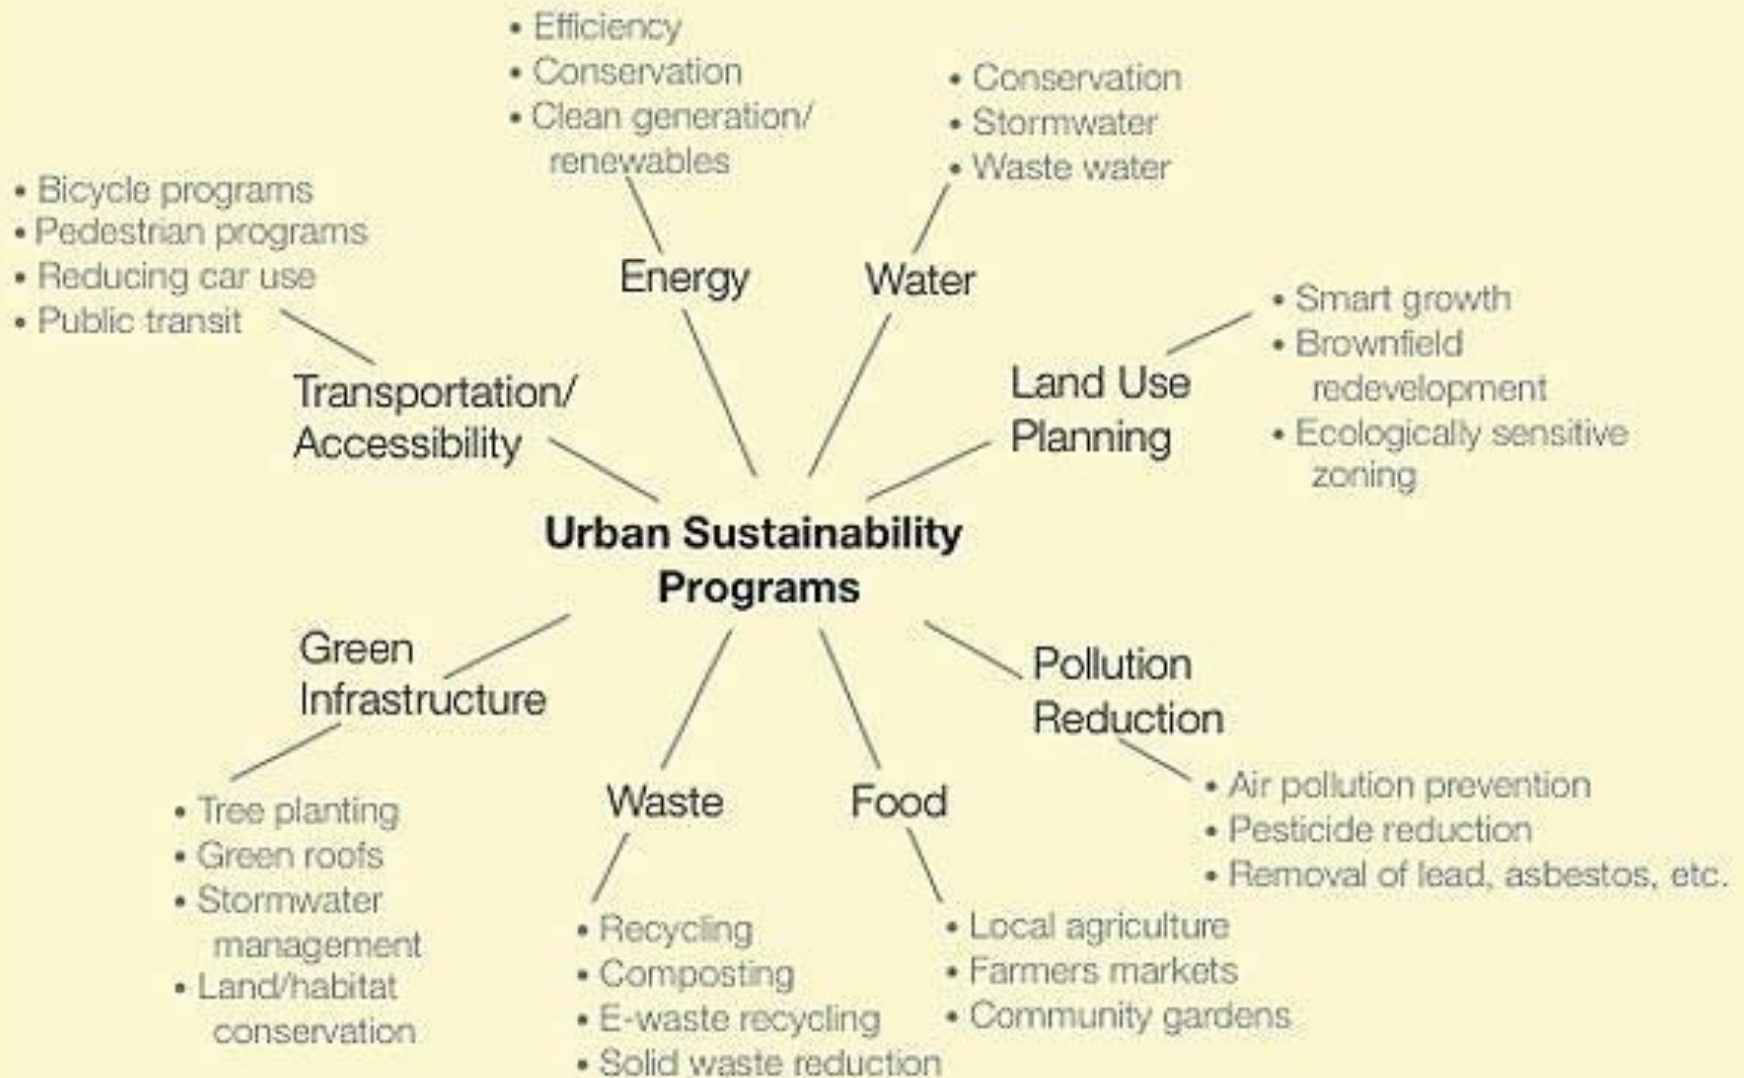 • Efficiency
• Conservation
• Clean generation/
renewables
• Conservation
• Stormwater
• Waste water
• Bicycle programs
• Pedestrian programs
• Reducing car use
• Public transit
Energy
Water
• Smart growth
• Brownfield
redevelopment
• Ecologically sensitive
zoning
Transportation/
Accessibility
Land Use
Planning
Urban Sustainability
Programs
Green
Infrastructure
Pollution
Reduction
• Tree planting
• Green roofs
• Stormwater
management
• Land/habitat
conservation
Waste
Food
• Air pollution prevention
• Pesticide reduction
• Removal of lead, asbestos, etc.
• Recycling
• Composting
• E-waste recycling
• Solid waste reduction
• Local agriculture
• Farmers markets
• Community gardens